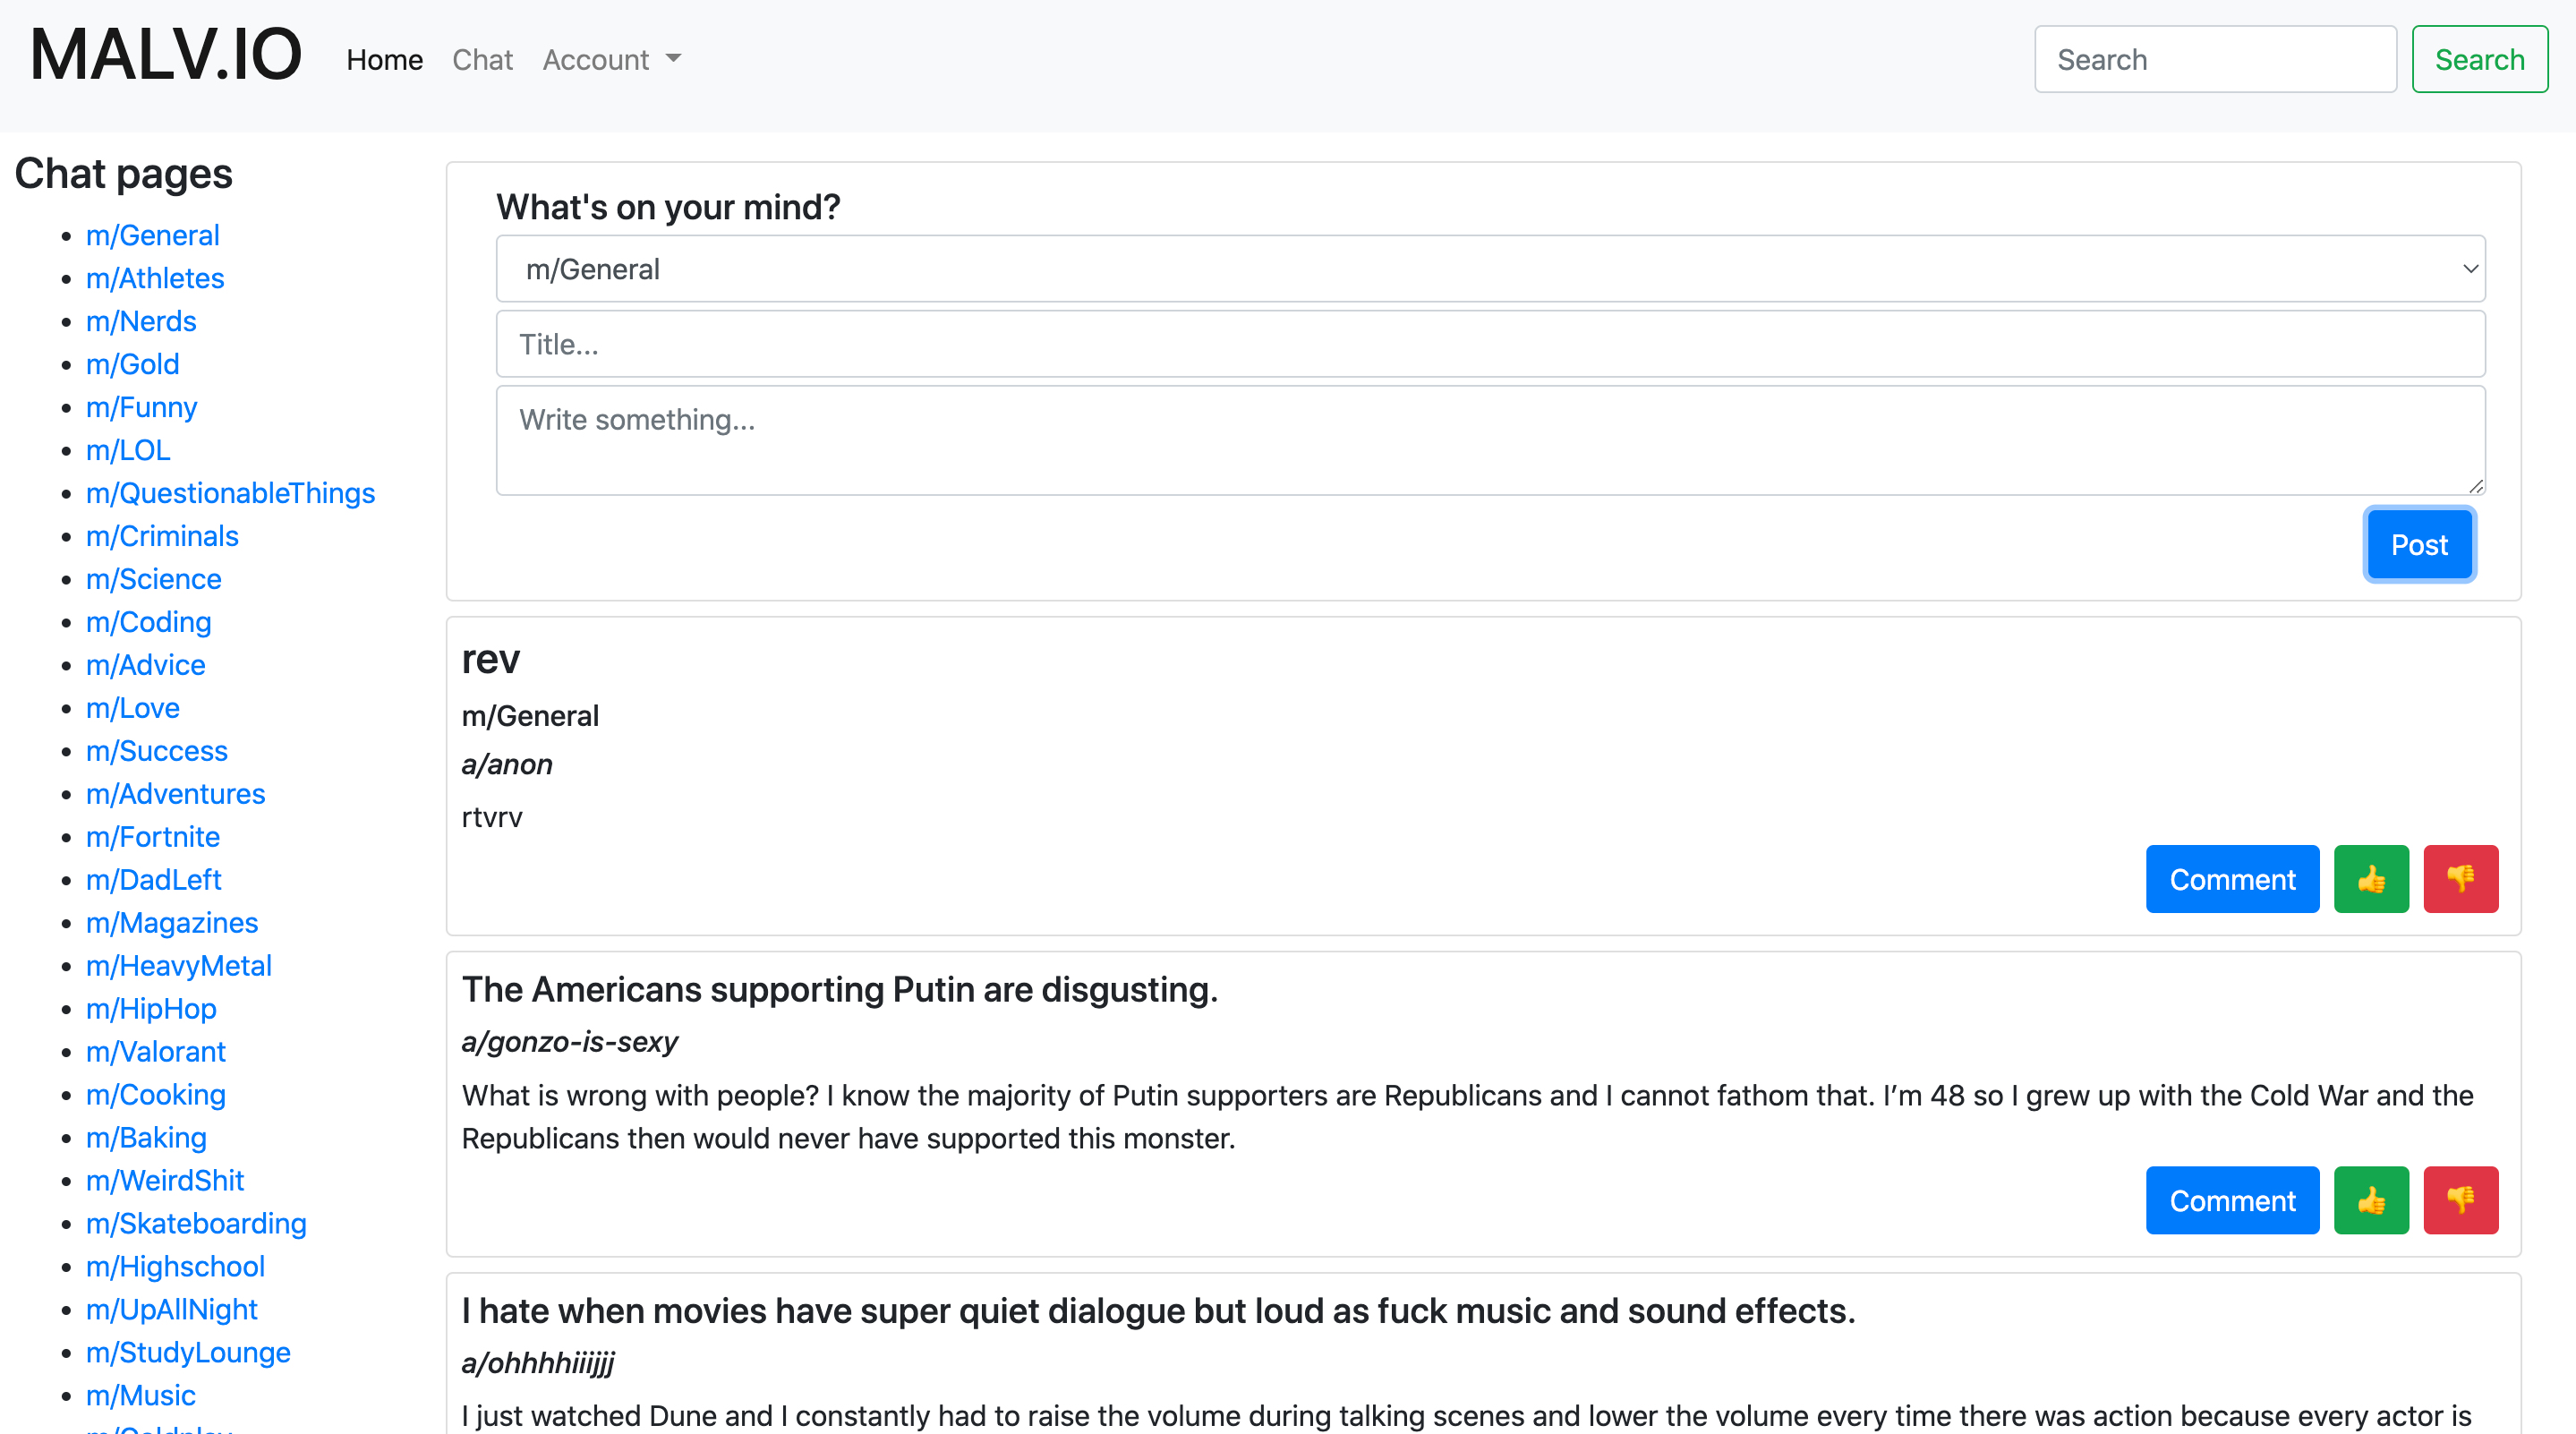 MALV.IO
Home
Chat
Account
Search
Search
Chat pages
m/General
m/Athletes
m/Nerds
m/Gold
m/Funny
m/LOL
m/QuestionableThings
m/Criminals
m/Science
m/Coding
m/Advice
m/Love
m/Success
m/Adventures
m/Fortnite
m/DadLeft
m/Magazines
m/HeavyMetal
m/HipHop
m/Valorant
m/Cooking
m/Baking
m/WeirdShit
m/Skateboarding
m/Highschool
m/UpAllNight
m/StudyLounge
m/Music
What's on your mind?
m/General
Title...
Write something...
Post
rev
m/General
a/anon
rtvrv
Comment
The Americans supporting Putin are disgusting.
a/gonzo-is-sexy
What is wrong with people? I know the majority of Putin supporters are Republicans and I cannot fathom that. I’m 48 so I grew up with the Cold War and the
Republicans then would never have supported this monster.
Comment
I hate when movies have super quiet dialogue but loud as fuck music and sound effects.
a/ohhhhiiijjj
I just watched Dune and I constantly had to raise the volume during talking scenes and lower the volume every time there was action because every actor is